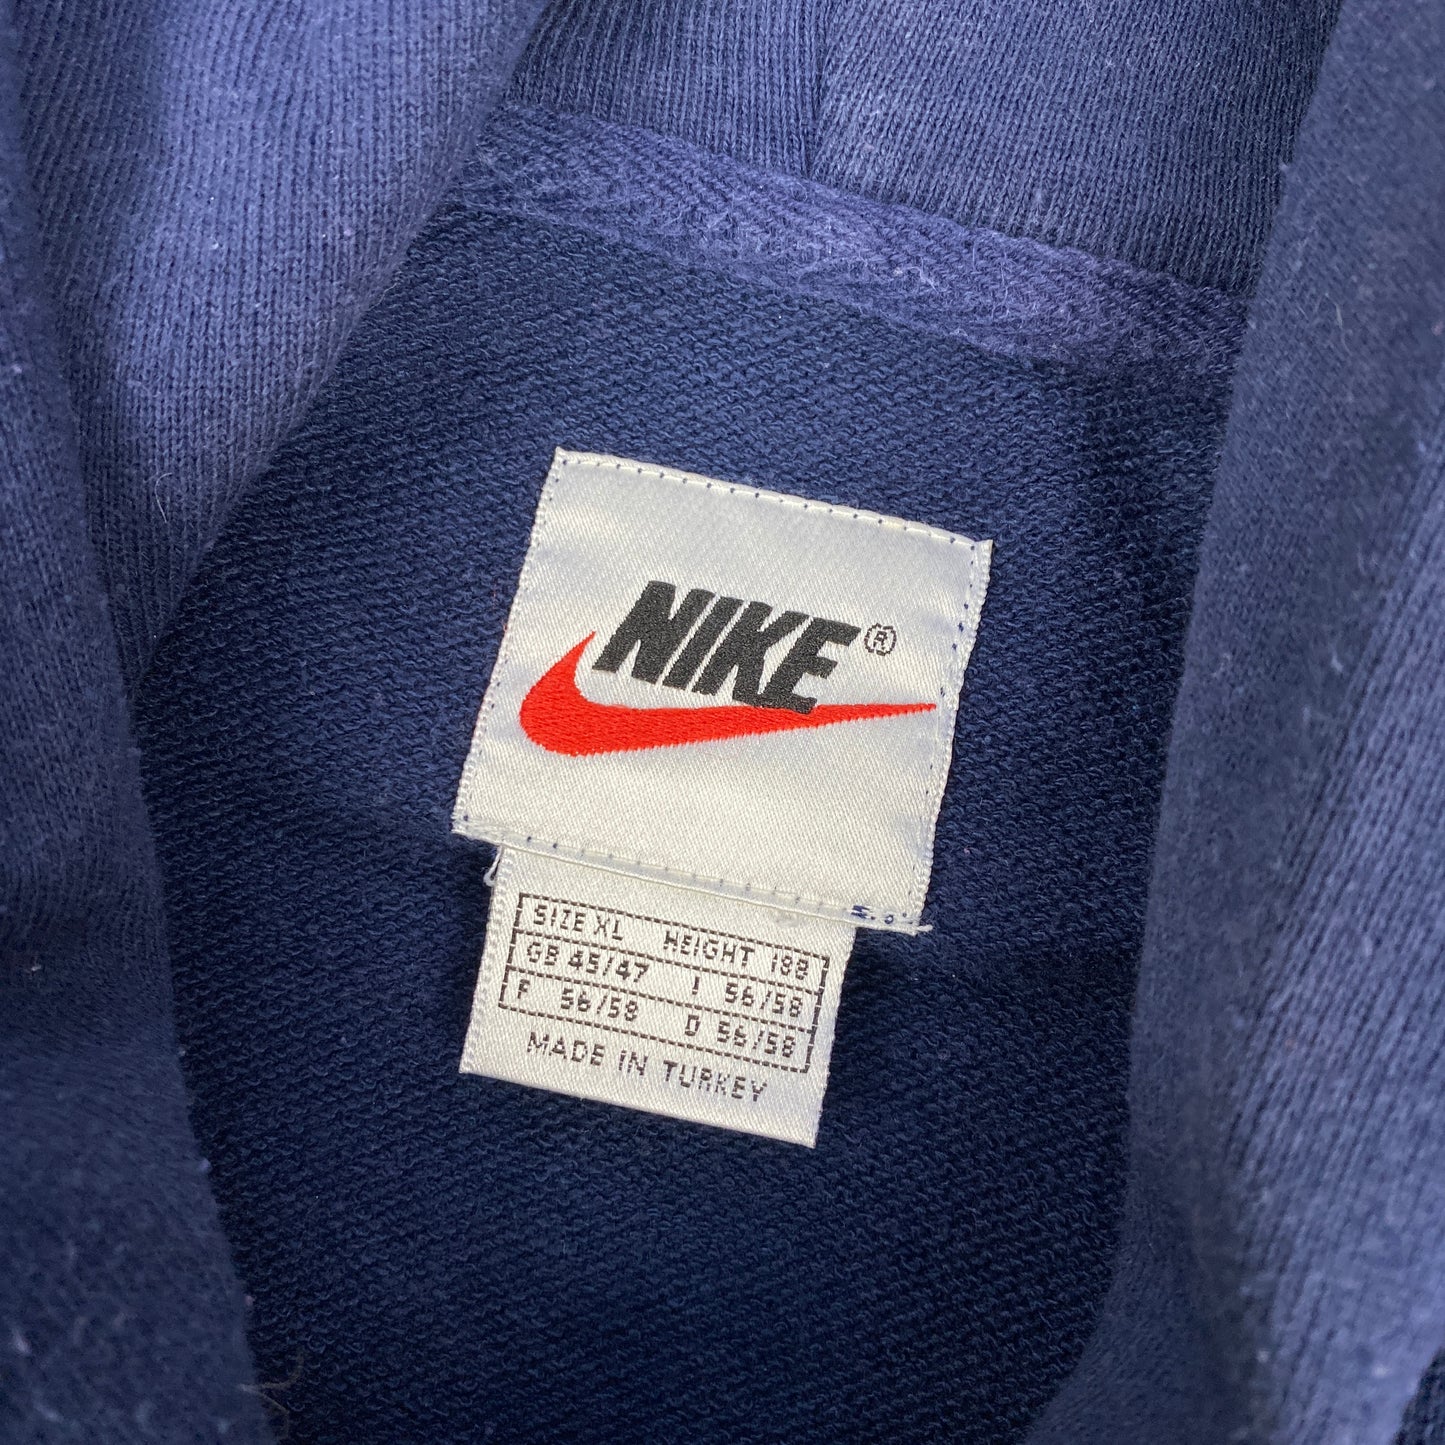 NIKE®
SIZE XL HEIGHT 188
GB 45/47 I 56/58
F 56/58 D 56/58
MADE IN TURKEY